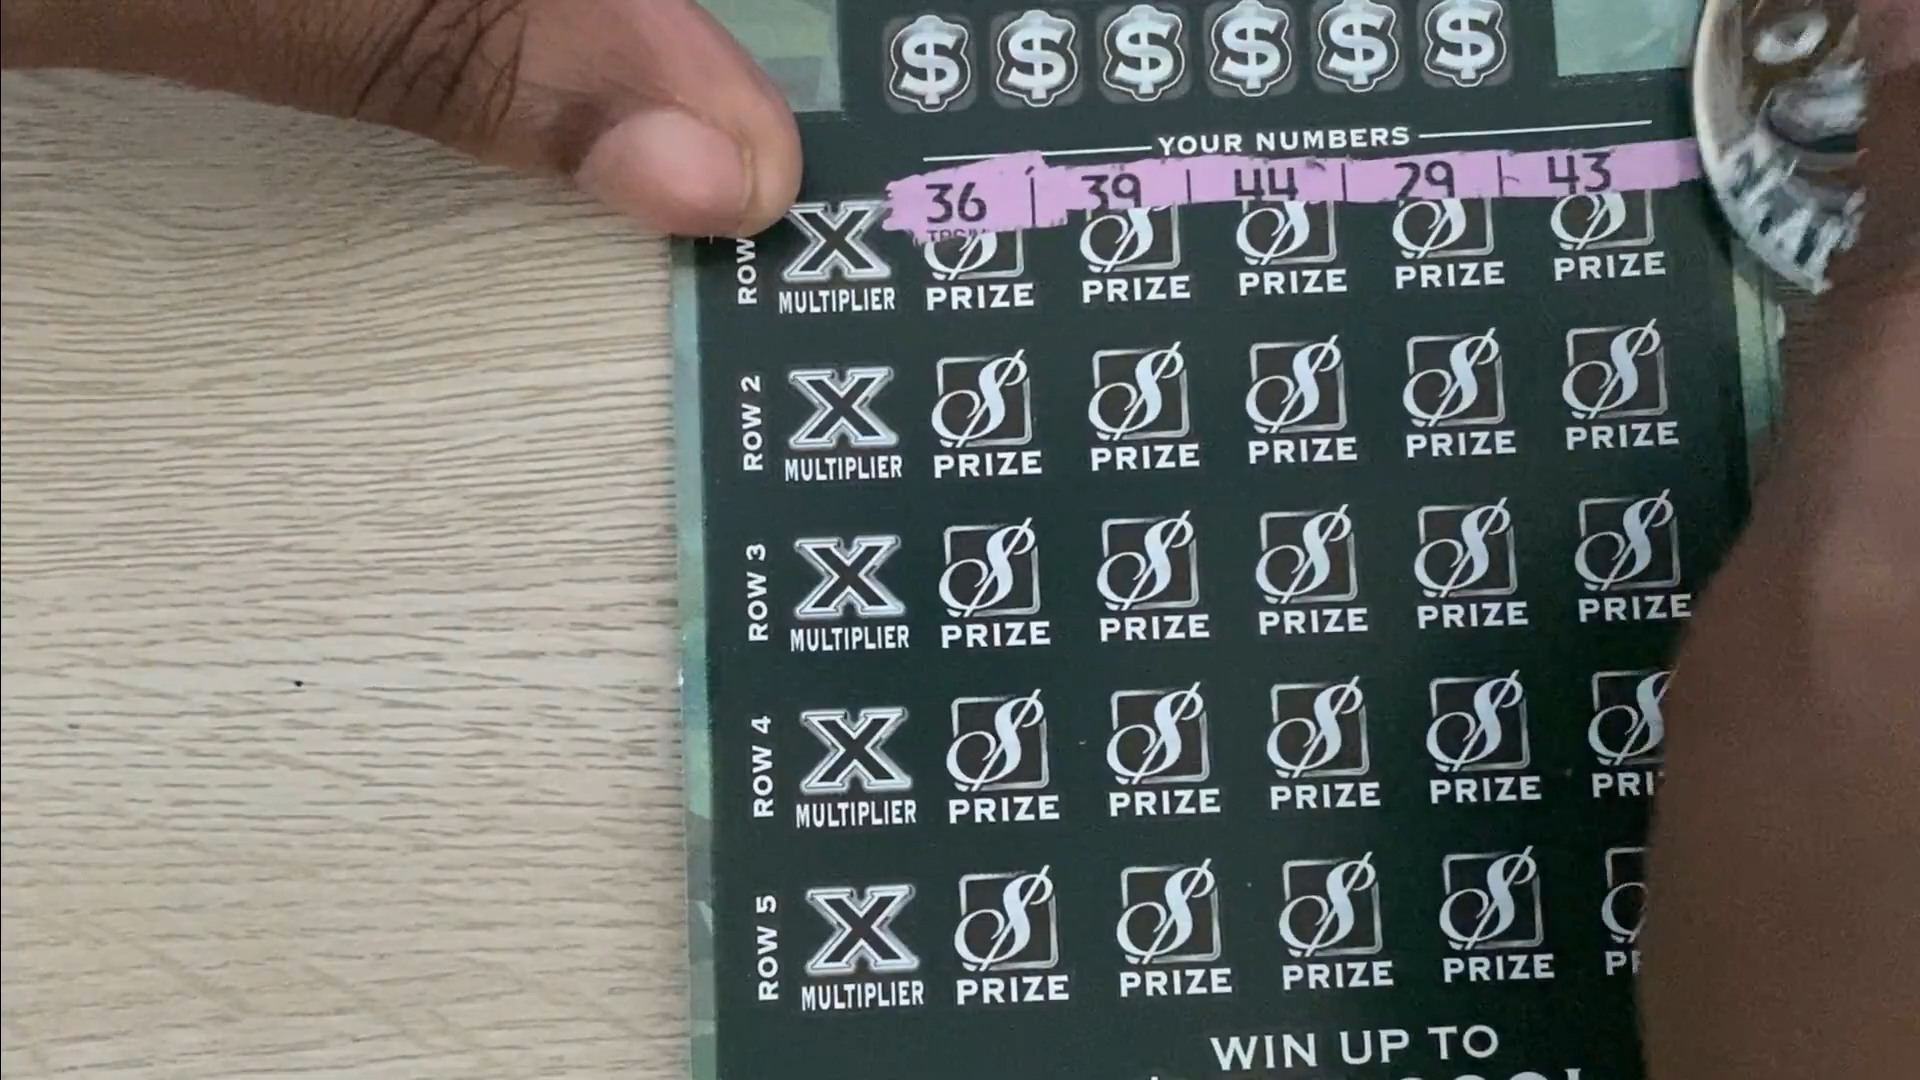 $ $ $ $ $ $
YOUR NUMBERS
36 39 44 29 43
ROW X MULTIPLIER PRIZE PRIZE PRIZE PRIZE PRIZE
ROW 2 X MULTIPLIER PRIZE PRIZE PRIZE PRIZE PRIZE
ROW 3 X MULTIPLIER PRIZE PRIZE PRIZE PRIZE PRIZE
ROW 4 X MULTIPLIER PRIZE PRIZE PRIZE PRIZE PRI
ROW 5 X MULTIPLIER PRIZE PRIZE PRIZE PRIZE
WIN UP TO